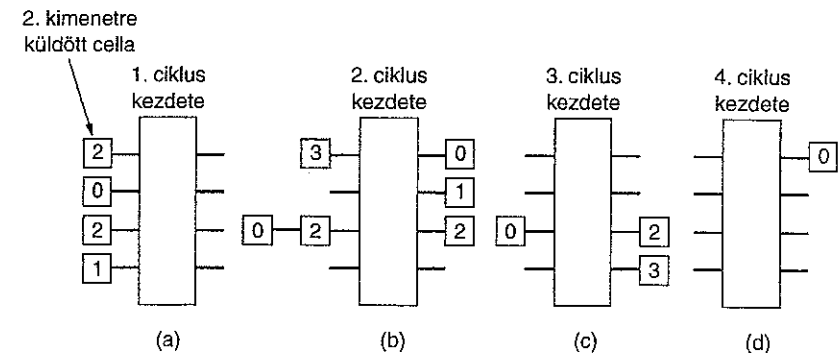 2. kimenetre
küldött cella
1. ciklus
kezdete
2. ciklus
kezdete
3. ciklus
kezdete
4. ciklus
kezdete
2
0
2
1
3
0
1
0 2 2
0 2
3
0
(a) (b) (c) (d)